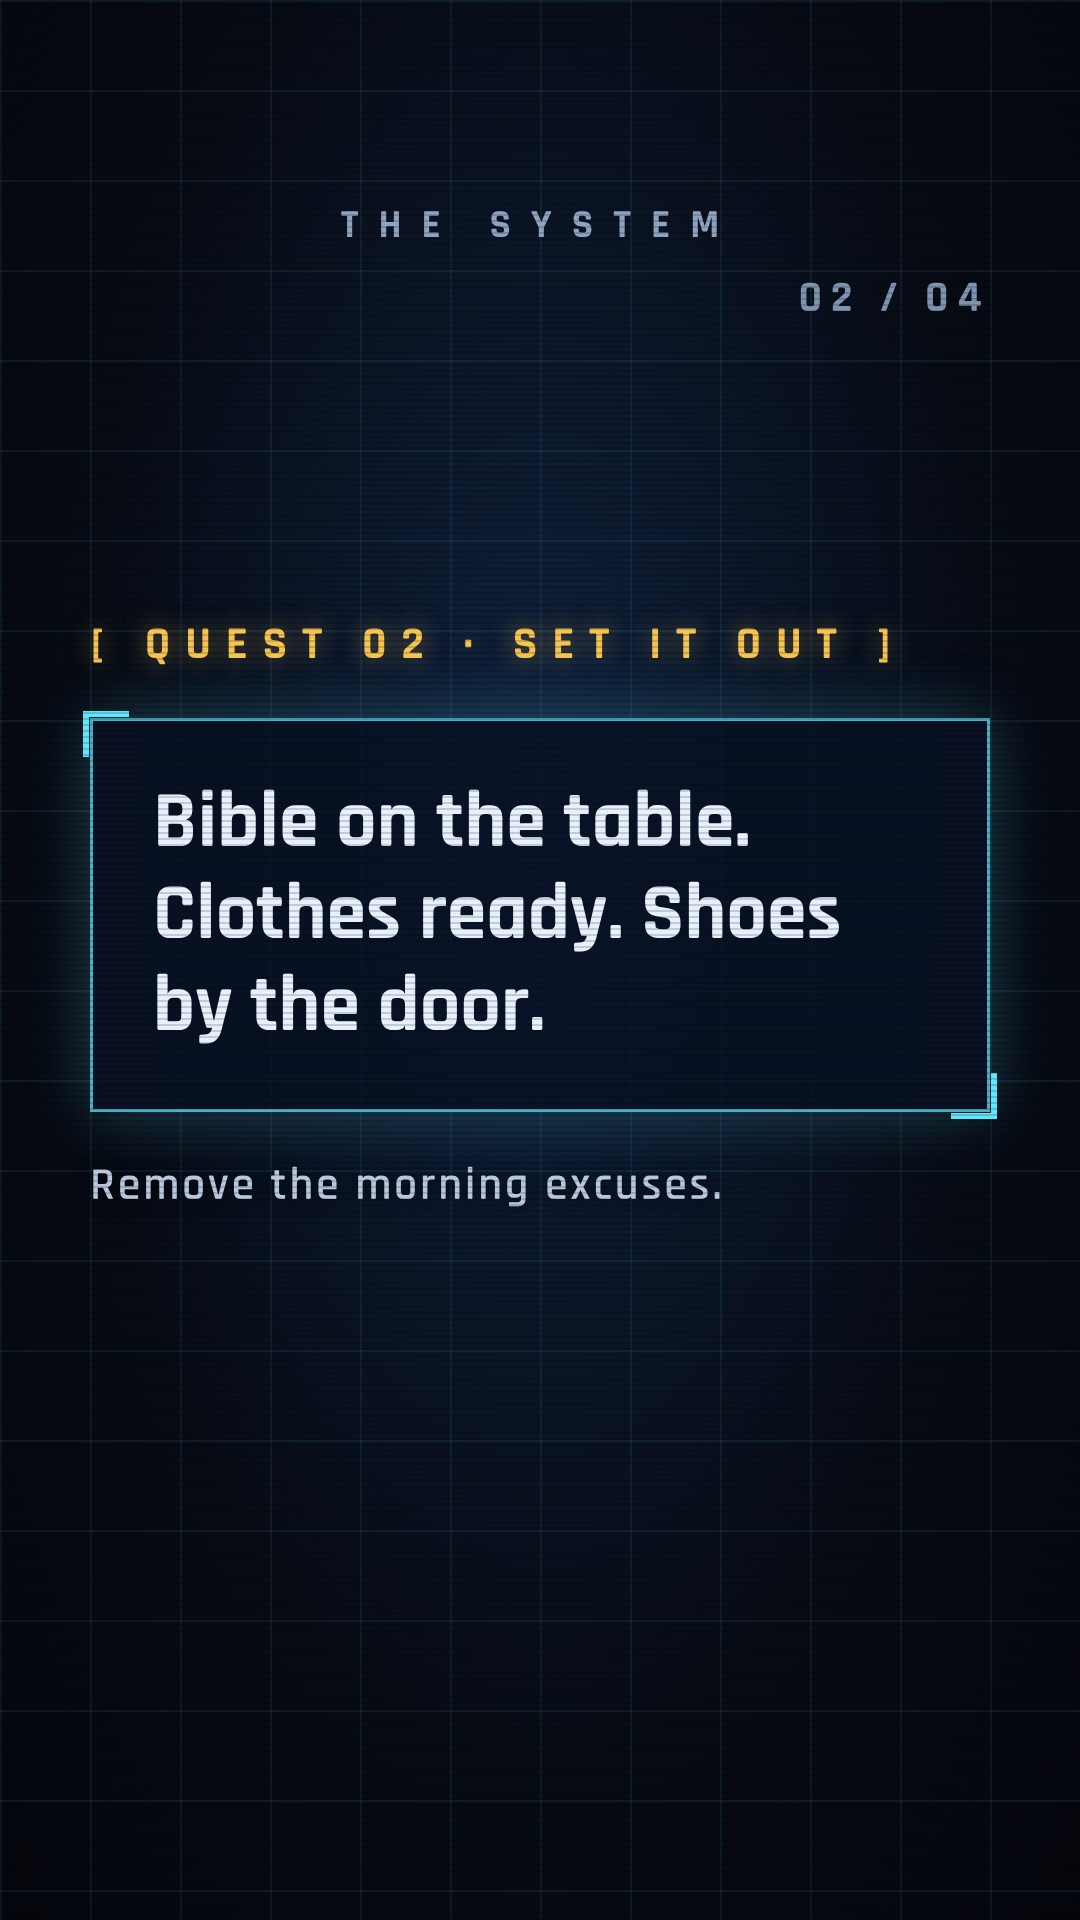 THE SYSTEM
02 / 04
[ QUEST 02 · SET IT OUT ]
Bible on the table.
Clothes ready. Shoes
by the door.
Remove the morning excuses.